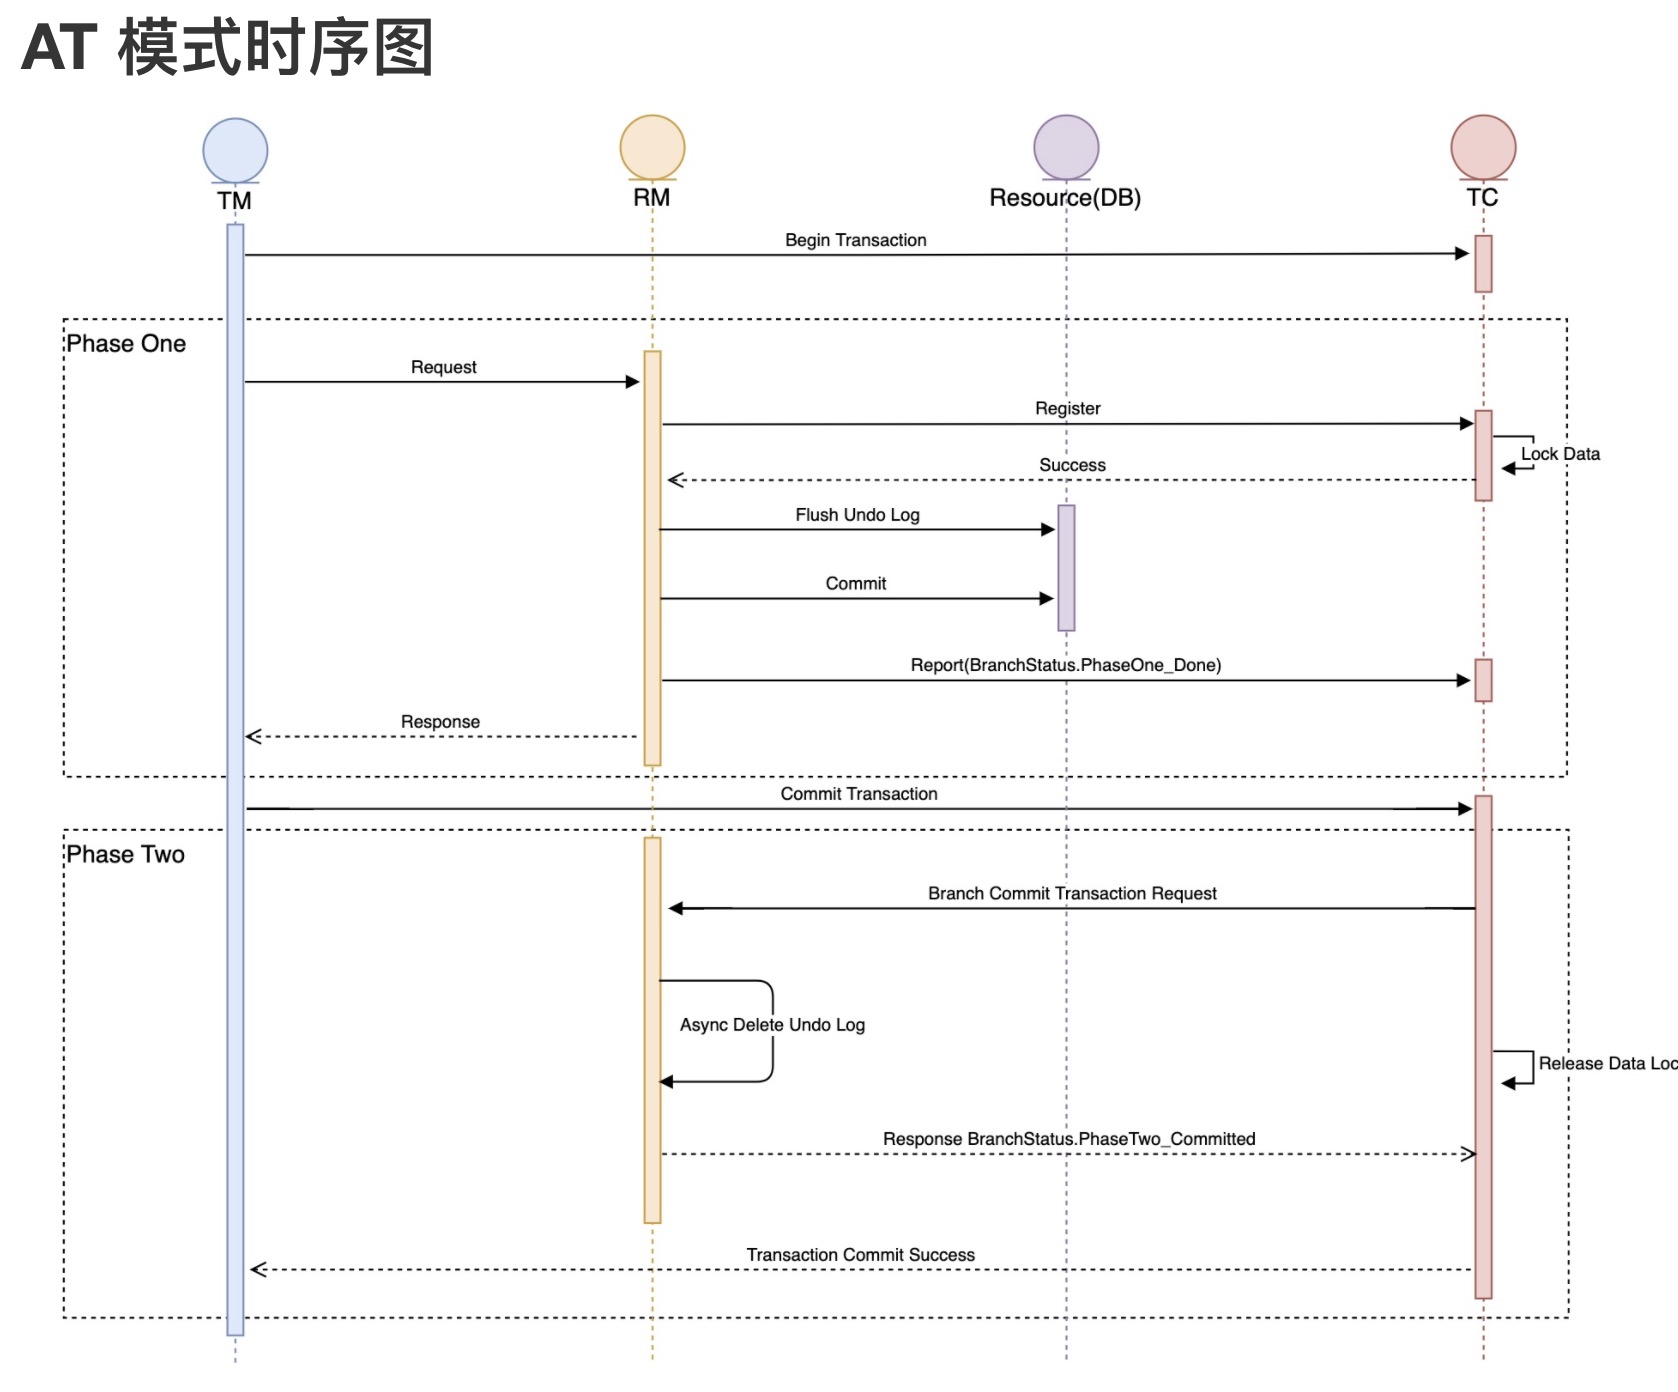 AT 模式时序图
TM
RM
Resource(DB)
TC
Begin Transaction
Phase One
Request
Register
Lock Data
Success
Flush Undo Log
Commit
Report(BranchStatus.PhaseOne_Done)
Response
Commit Transaction
Phase Two
Branch Commit Transaction Request
Async Delete Undo Log
Release Data Loc
Response BranchStatus.PhaseTwo_Committed
Transaction Commit Success